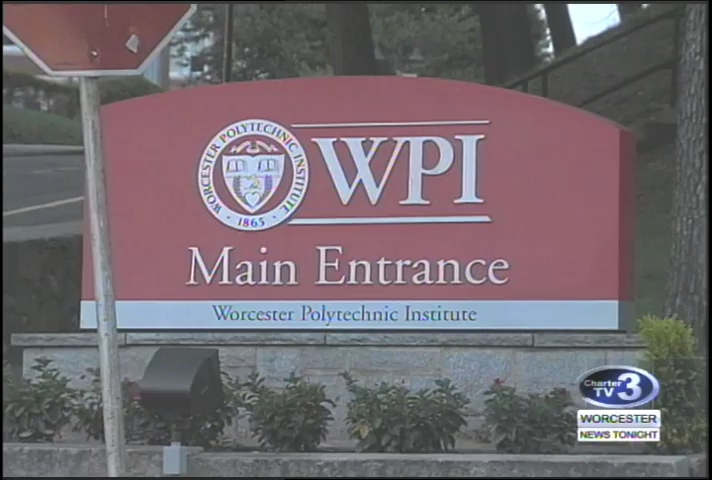 WORCESTER POLYTECHNIC INSTITUTE
1865
WPI
Main Entrance
Worcester Polytechnic Institute
Charter
TV 3
WORCESTER
NEWS TONIGHT